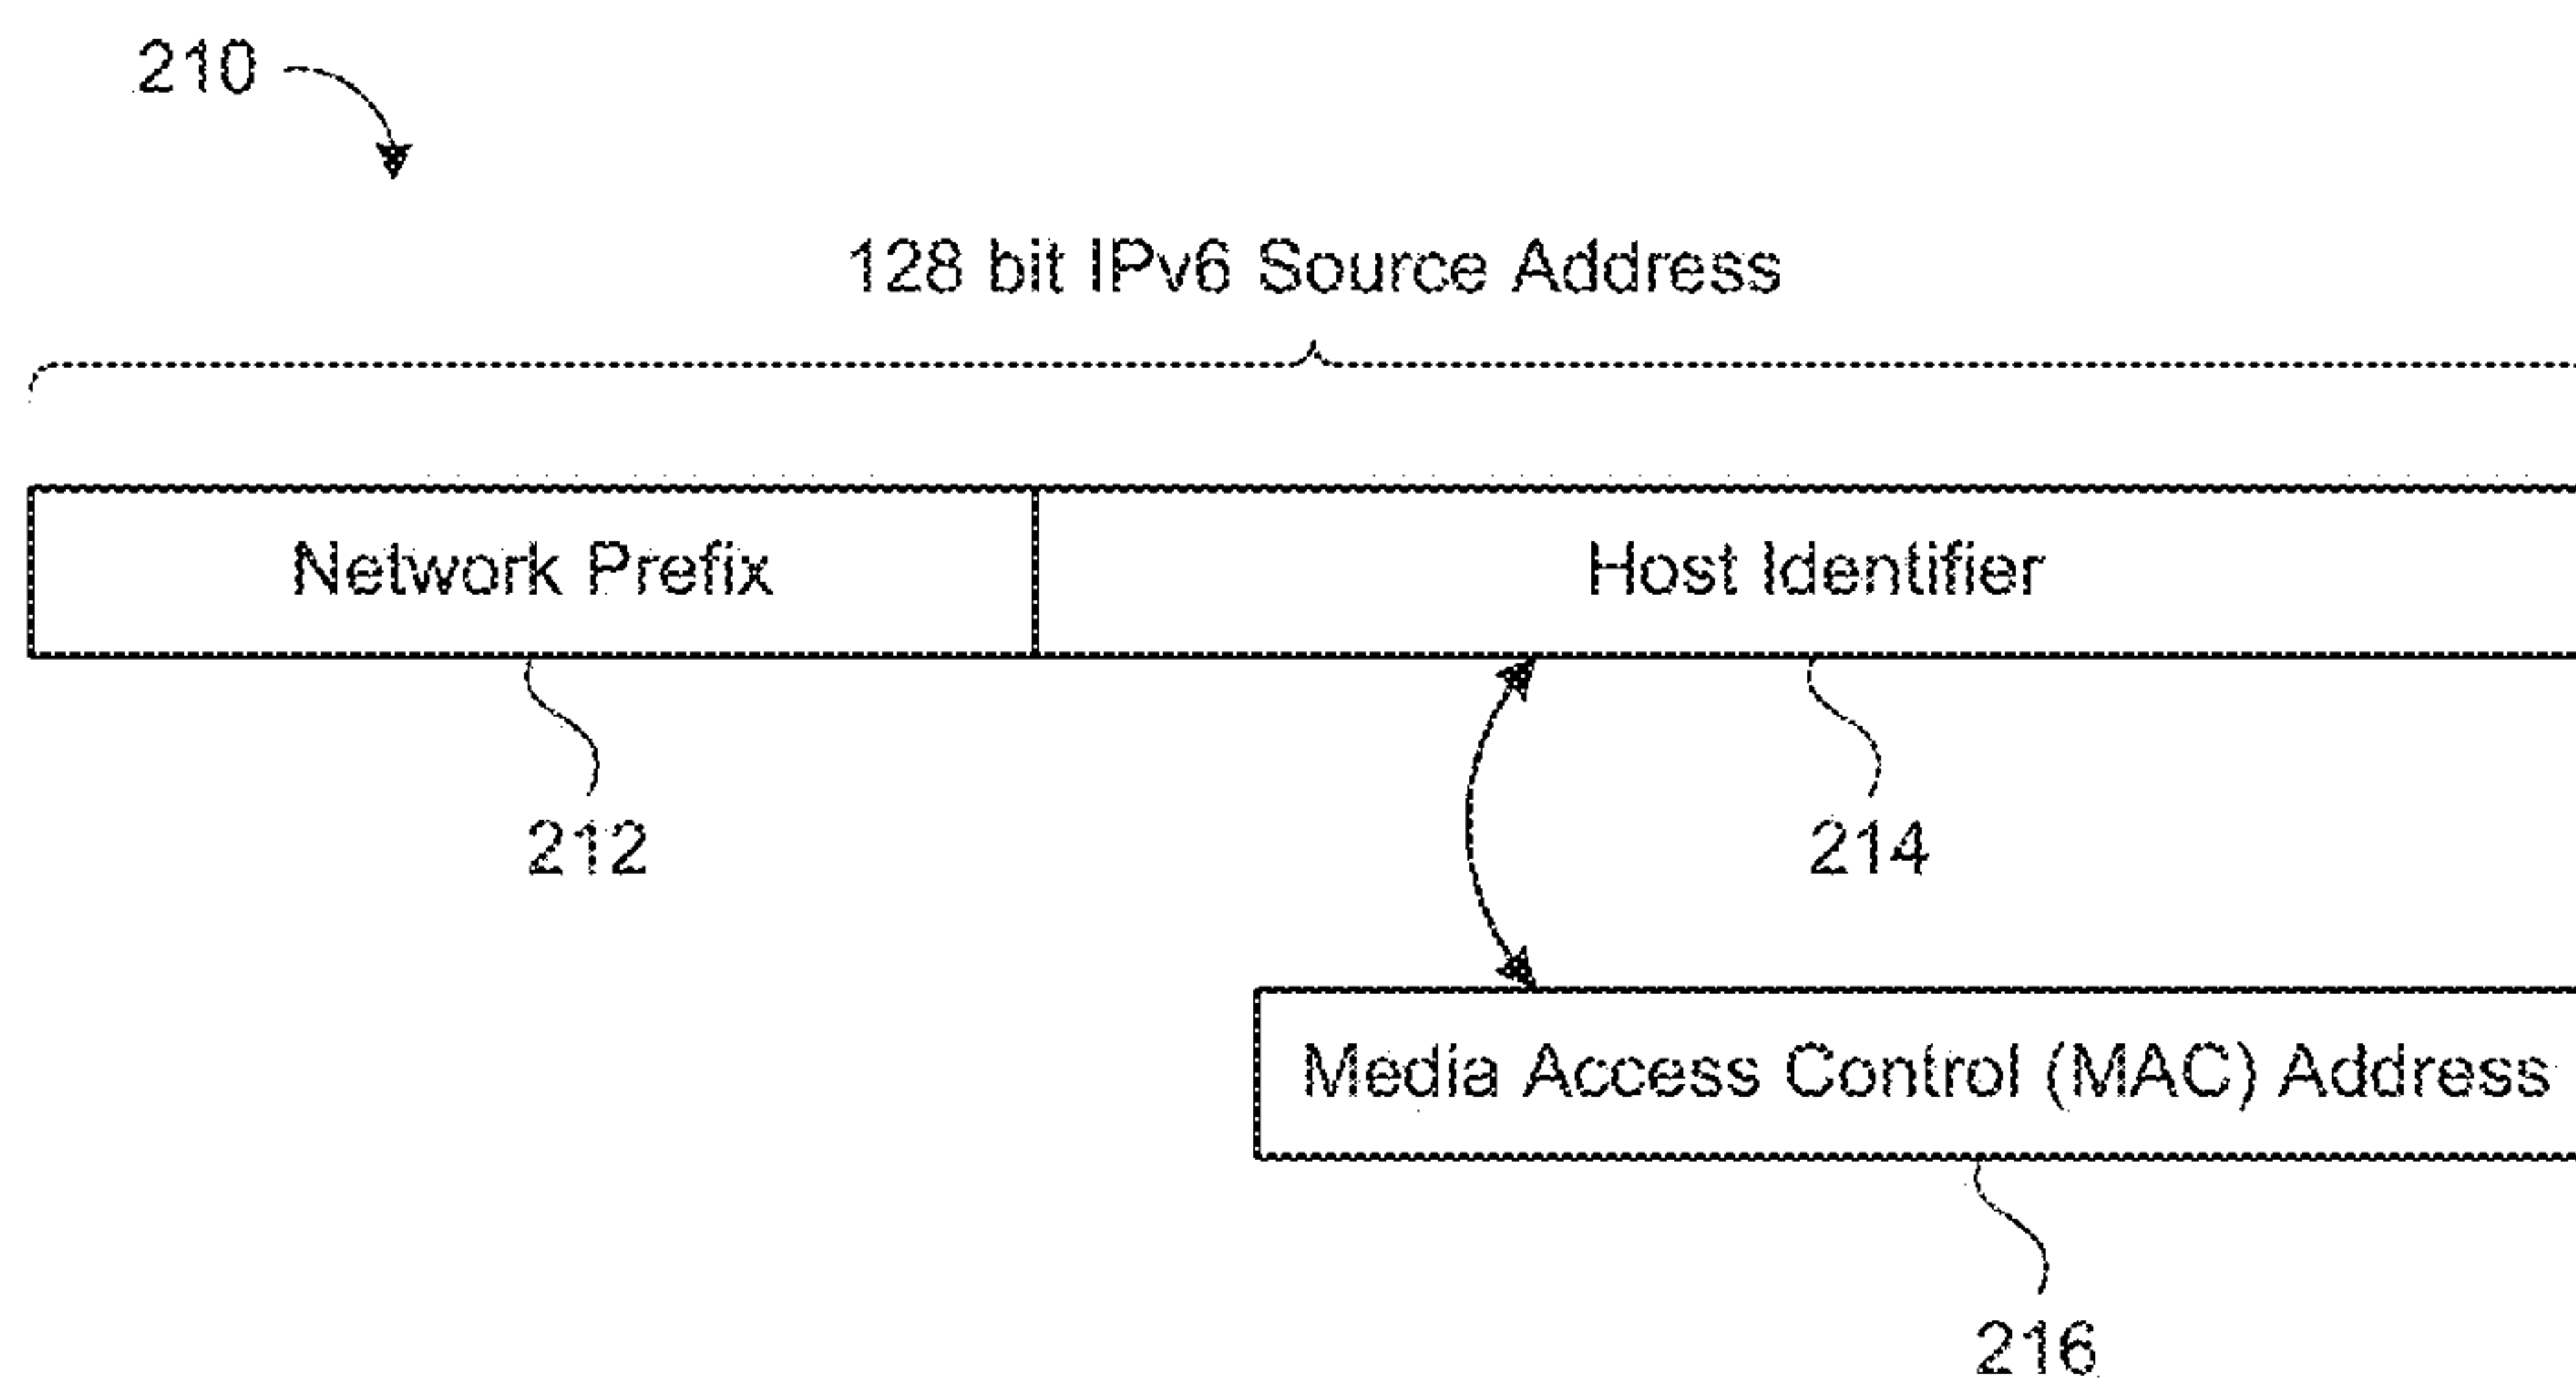 210
128 bit IPv6 Source Address
Network Prefix
Host Identifier
212
214
Media Access Control (MAC) Address
216